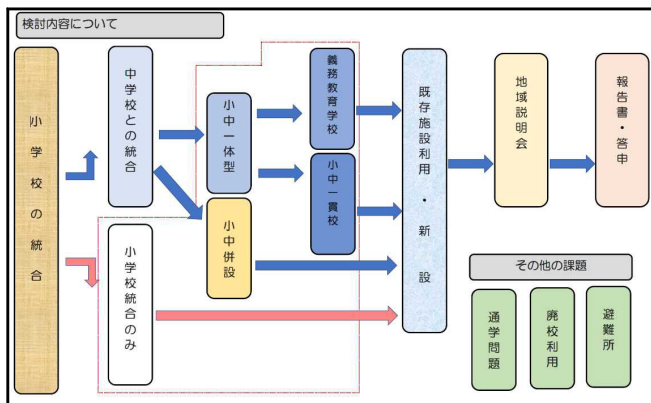 検討内容について
小学校の統合
中学校との統合
小学校統合のみ
小中一体型
小中併設
義務教育学校
小中一貫校
既存施設利用・新設
地域説明会
報告書・答申
その他の課題
通学問題
廃校利用
避難所